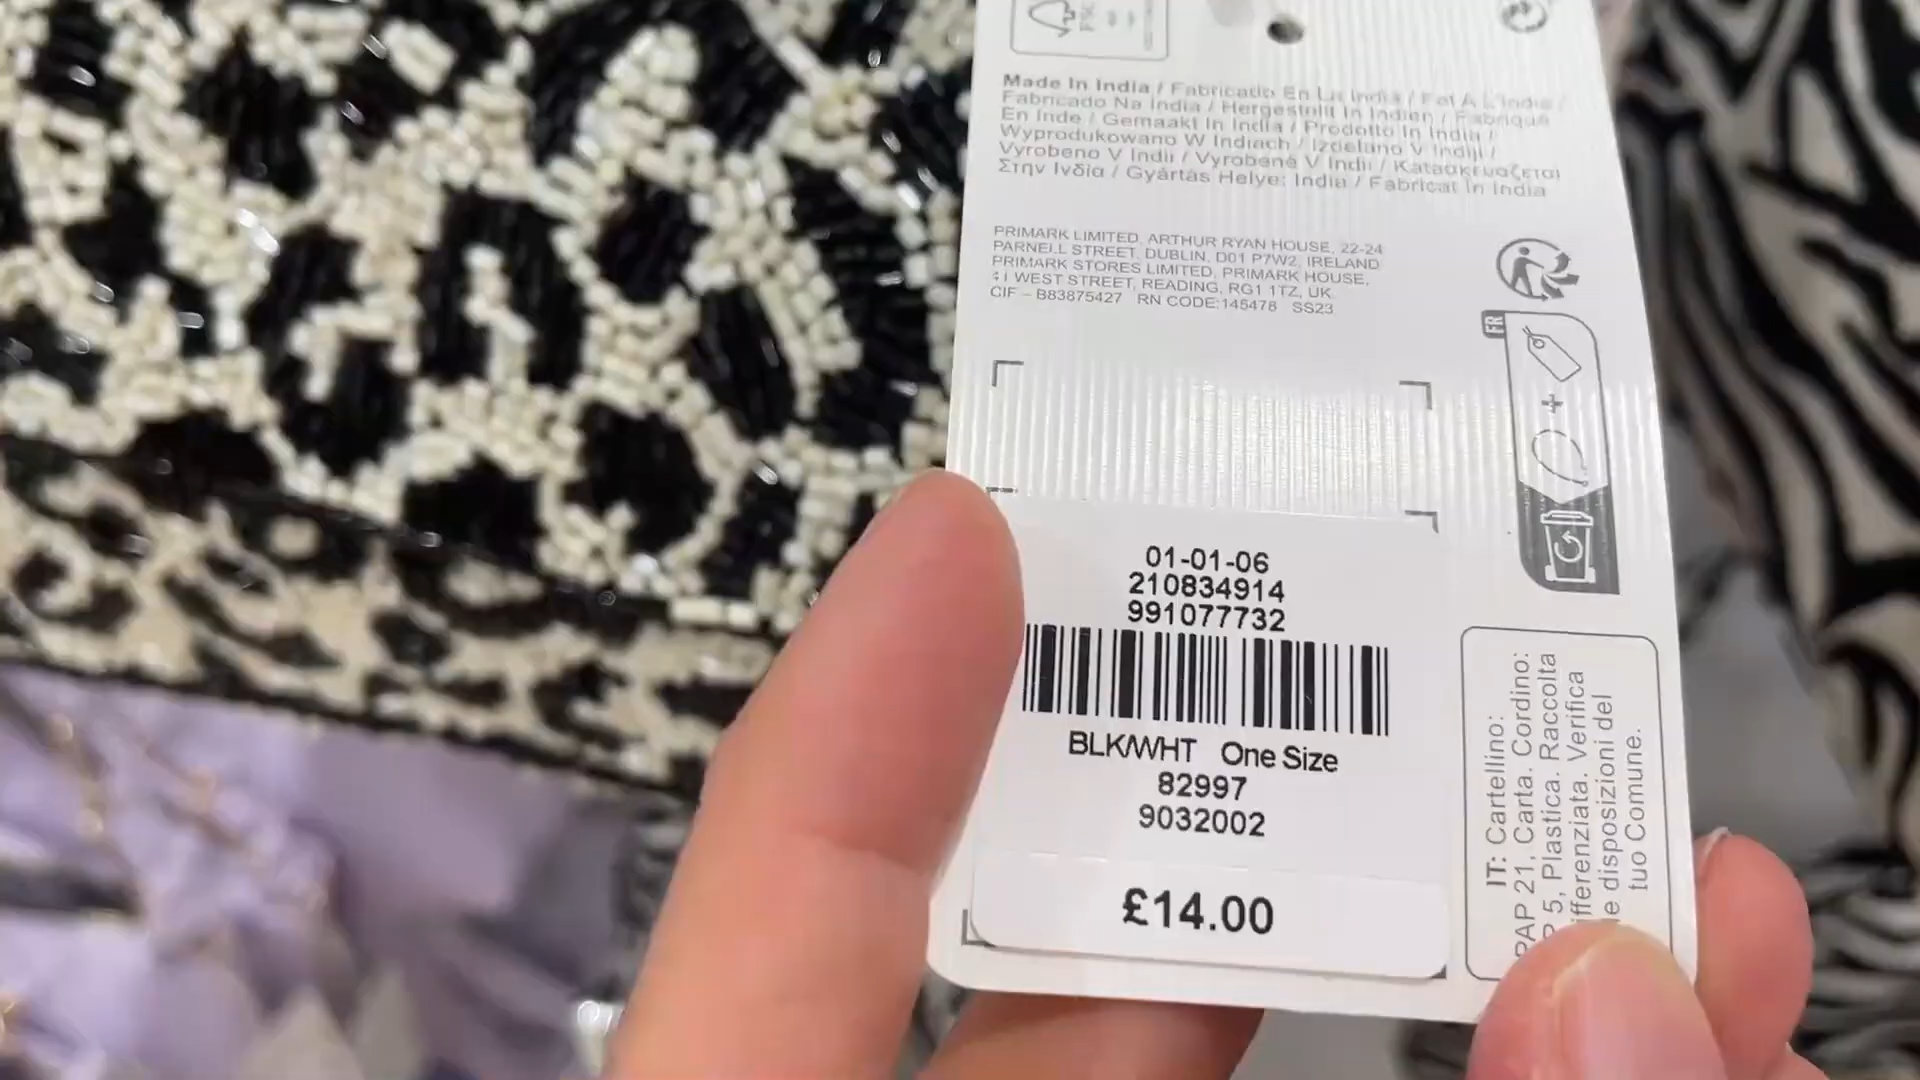 FSC
Made In India / Fabricado En La India / Fet A L'Índia /
Fabricado Na Índia / Hergestellt In Indien / Fabriqué
En Inde / Gemaakt In India / Prodotto In India /
Wyprodukowano W Indiach / Izdelano V Indiji /
Vyrobeno V Indii / Vyrobené V Indii / Κατασκευάζεται
Στην Ινδία / Gyártás Helye: India / Fabricat în India
PRIMARK LIMITED, ARTHUR RYAN HOUSE, 22-24
PARNELL STREET, DUBLIN, D01 P7W2, IRELAND
PRIMARK STORES LIMITED, PRIMARK HOUSE,
41 WEST STREET, READING, RG1 1TZ, UK.
CIF – B83875427 RN CODE:145478 SS23
FR
+
01-01-06
210834914
991077732
BLK/WHT One Size
82997
9032002
£14.00
IT: Cartellino:
PAP 21, Carta. Cordino:
5, Plastica. Raccolta
Verifica
disposizioni del
tuo Comune.